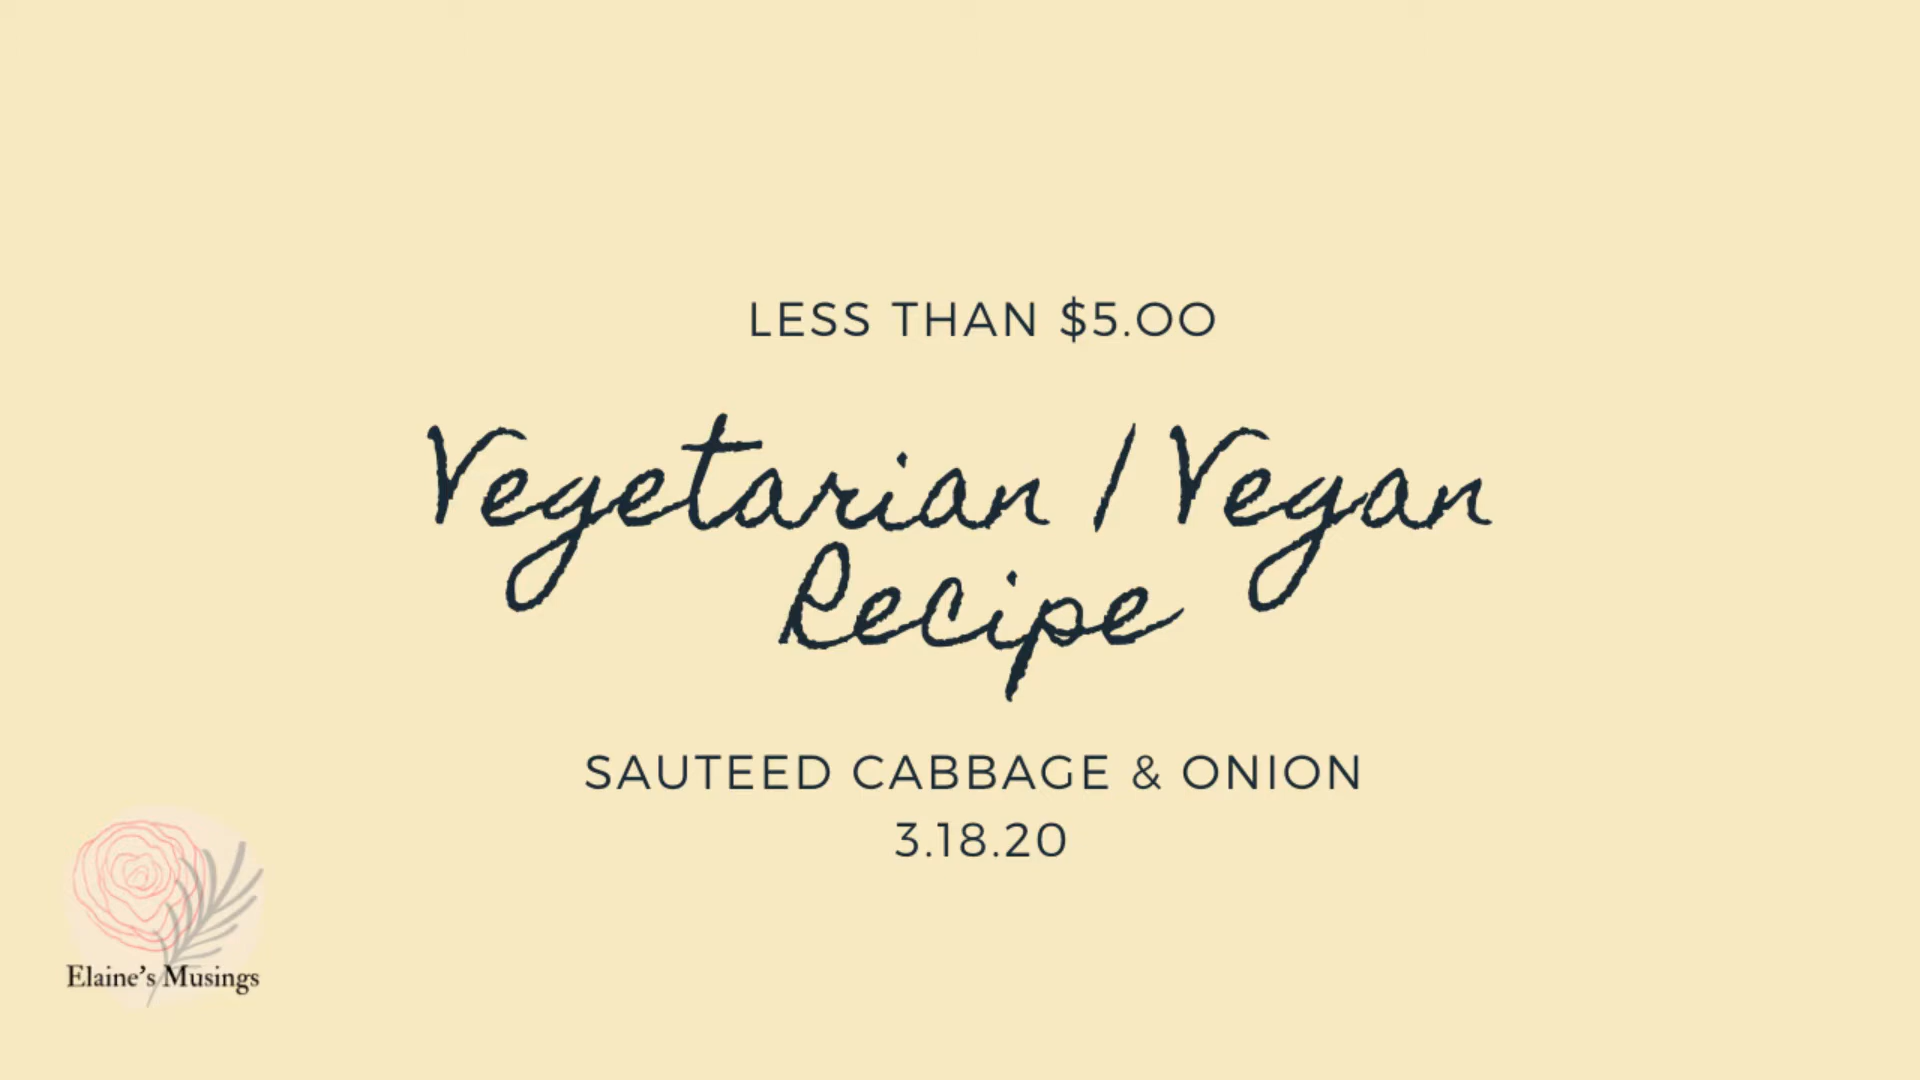 LESS THAN $5.00
Vegetarian / Vegan
Recipe
SAUTEED CABBAGE & ONION
3.18.20
Elaine's Musings